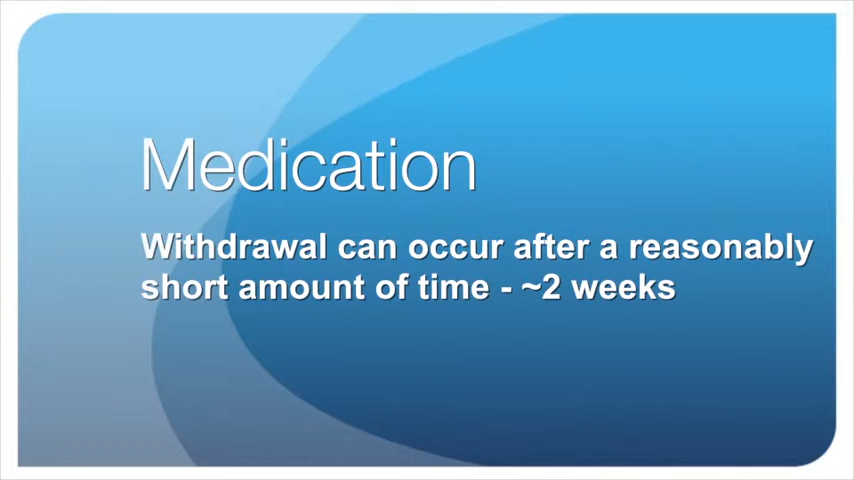 Medication
Withdrawal can occur after a reasonably
short amount of time - ~2 weeks